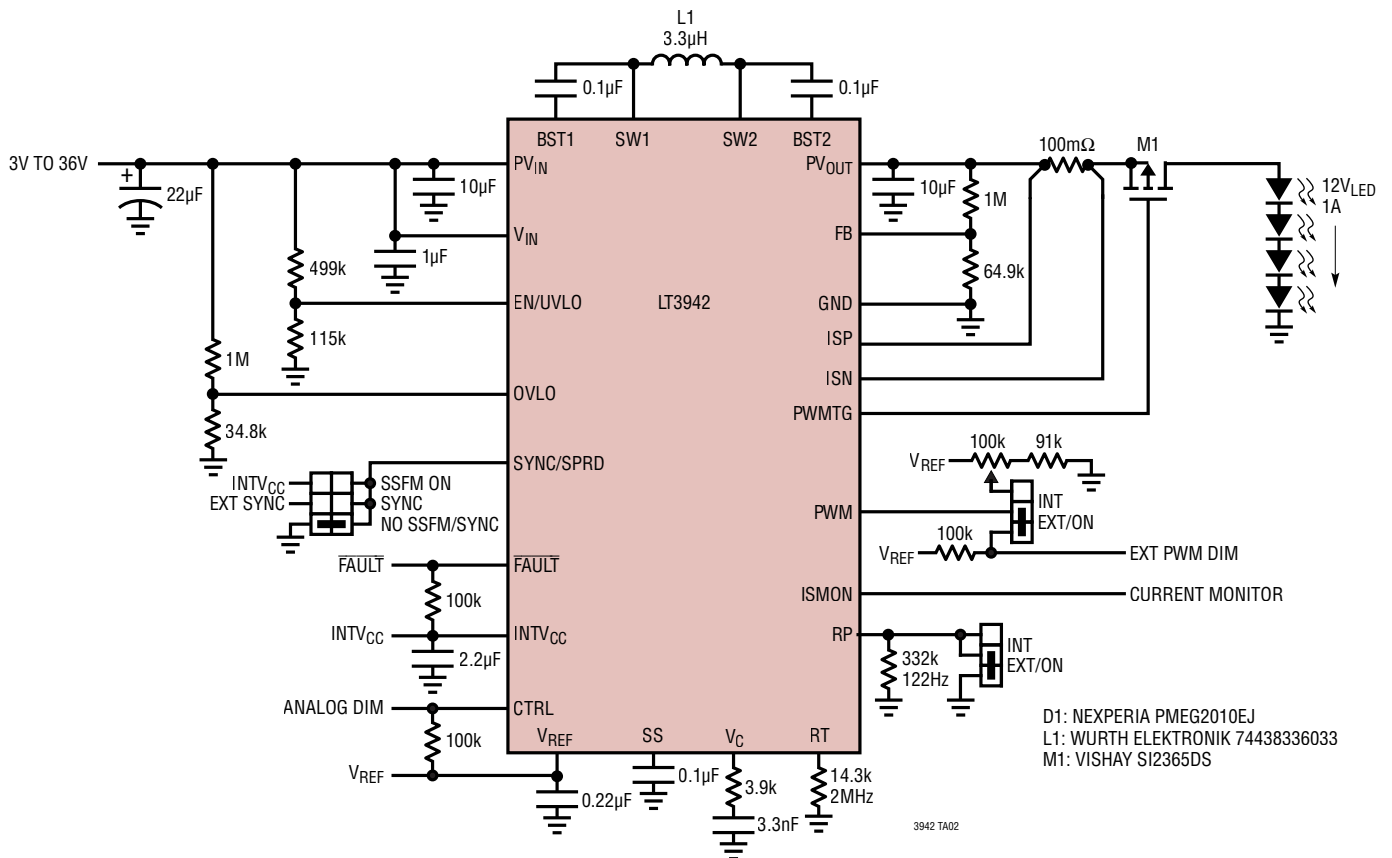 L1
3.3µH
0.1µF
0.1µF
BST1
SW1
SW2
BST2
3V TO 36V
PVIN
PVOUT
100mΩ
M1
+
22µF
10µF
10µF
1M
12VLED
1A
VIN
FB
1µF
499k
64.9k
EN/UVLO
LT3942
GND
115k
ISP
1M
ISN
OVLO
PWMTG
34.8k
100k
91k
SYNC/SPRD
VREF
INTVCC
SSFM ON
EXT SYNC
SYNC
NO SSFM/SYNC
PWM
INT
EXT/ON
100k
VREF
EXT PWM DIM
FAULT
FAULT
100k
ISMON
CURRENT MONITOR
INTVCC
INTVCC
RP
2.2µF
332k
122Hz
INT
EXT/ON
ANALOG DIM
CTRL
100k
VREF
VREF
SS
VC
RT
0.22µF
0.1µF
3.9k
3.3nF
14.3k
2MHz
D1: NEXPERIA PMEG2010EJ
L1: WURTH ELEKTRONIK 74438336033
M1: VISHAY SI2365DS
3942 TA02